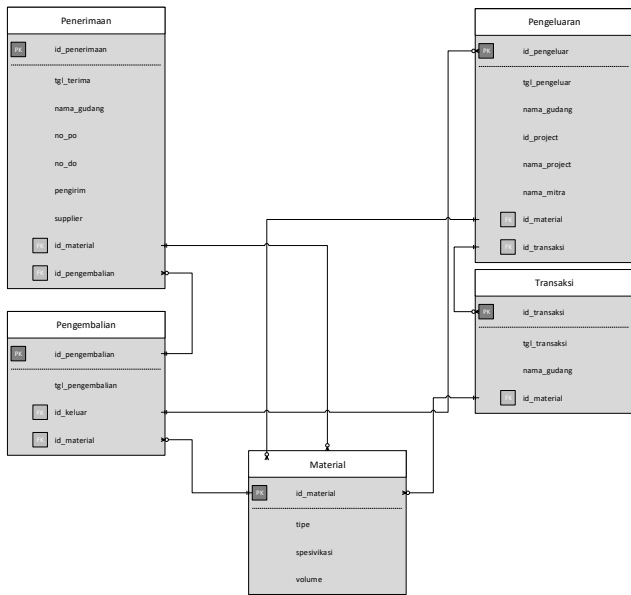 Penerimaan
PK id_penerimaan
tgl_terima
nama_gudang
no_po
no_do
pengirim
supplier
FK id_material
FK id_pengembalian
Pengembalian
PK id_pengembalian
tgl_pengembalian
FK id_keluar
FK id_material
Pengeluaran
PK id_pengeluar
tgl_pengeluar
nama_gudang
id_project
nama_project
nama_mitra
FK id_material
FK id_transaksi
Transaksi
PK id_transaksi
tgl_transaksi
nama_gudang
FK id_material
Material
PK id_material
tipe
spesivikasi
volume